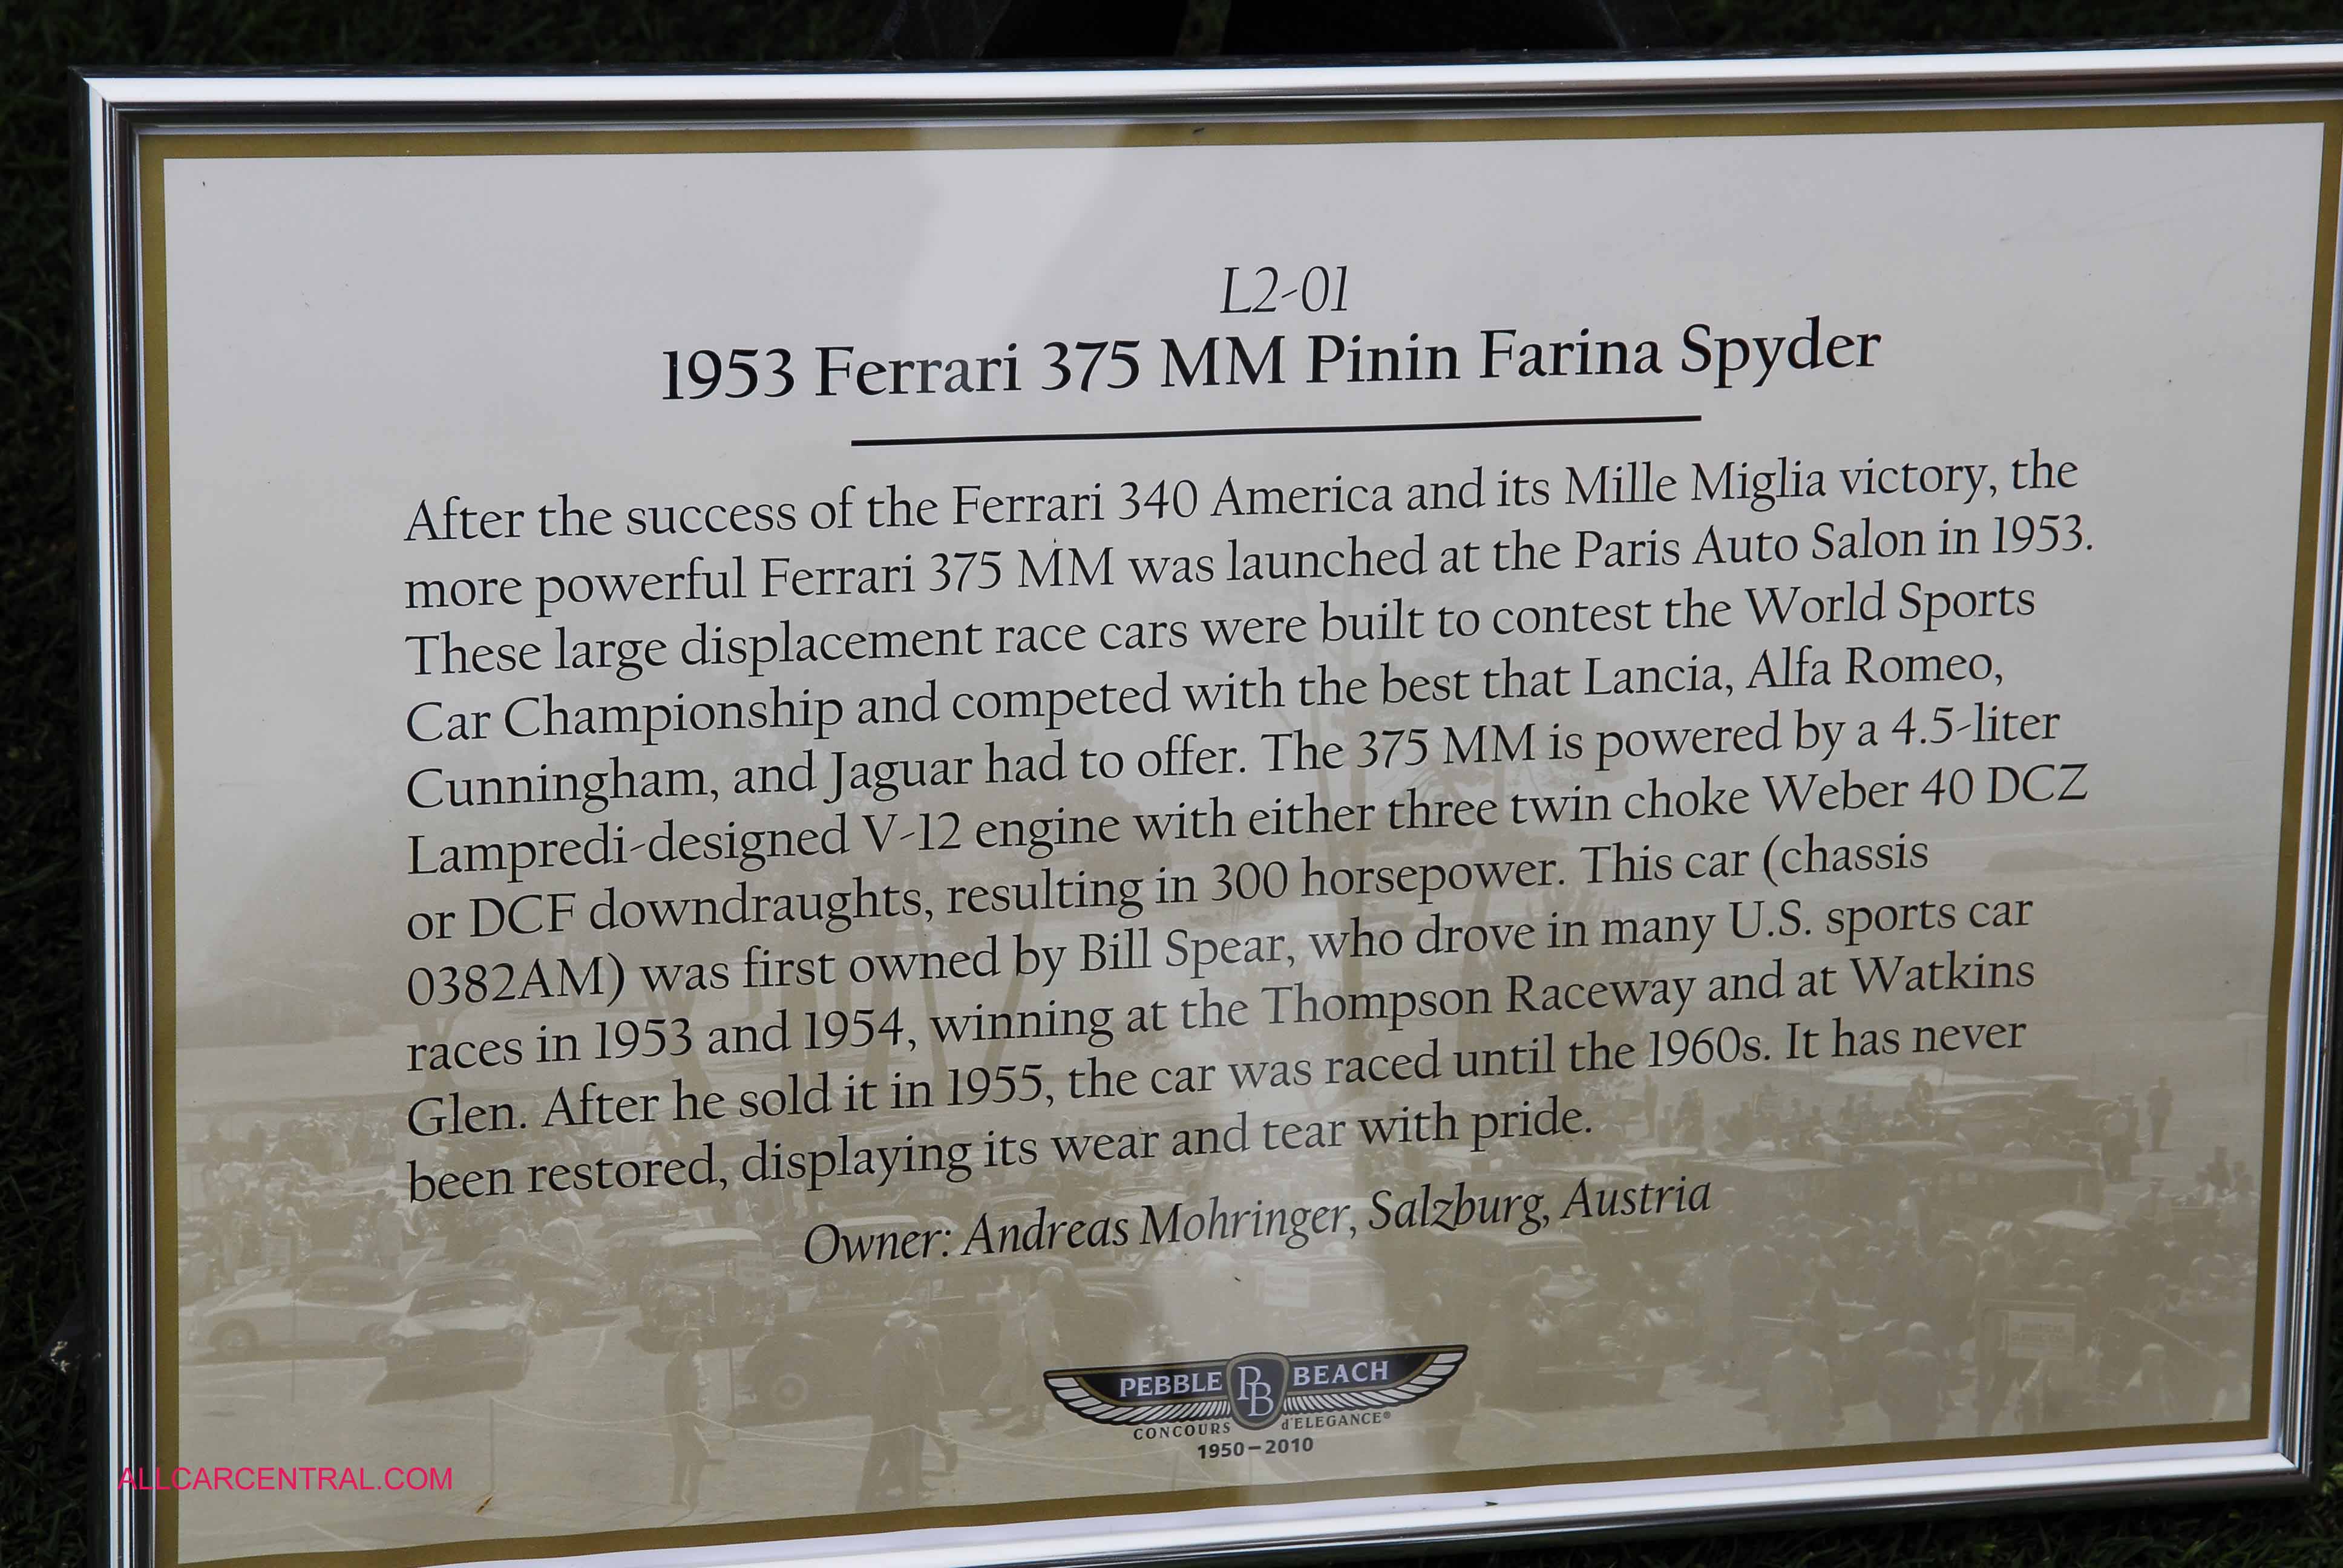 L2-01
1953 Ferrari 375 MM Pinin Farina Spyder
After the success of the Ferrari 340 America and its Mille Miglia victory, the
more powerful Ferrari 375 MM was launched at the Paris Auto Salon in 1953.
These large displacement race cars were built to contest the World Sports
Car Championship and competed with the best that Lancia, Alfa Romeo,
Cunningham, and Jaguar had to offer. The 375 MM is powered by a 4.5-liter
Lampredi-designed V-12 engine with either three twin choke Weber 40 DCZ
or DCF downdraughts, resulting in 300 horsepower. This car (chassis
0382AM) was first owned by Bill Spear, who drove in many U.S. sports car
races in 1953 and 1954, winning at the Thompson Raceway and at Watkins
Glen. After he sold it in 1955, the car was raced until the 1960s. It has never
been restored, displaying its wear and tear with pride.
Owner: Andreas Mohringer, Salzburg, Austria
PEBBLE PB BEACH
CONCOURS d'ELEGANCE®
1950-2010
ALLCARCENTRAL.COM